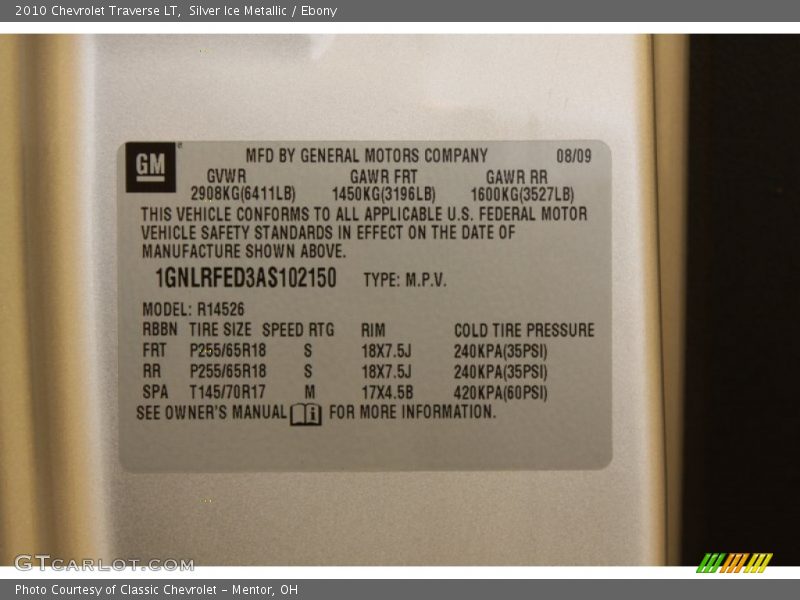 2010 Chevrolet Traverse LT, Silver Ice Metallic / Ebony
GM
MFD BY GENERAL MOTORS COMPANY 08/09
GVWR GAWR FRT GAWR RR
2908KG(6411LB) 1450KG(3196LB) 1600KG(3527LB)
THIS VEHICLE CONFORMS TO ALL APPLICABLE U.S. FEDERAL MOTOR
VEHICLE SAFETY STANDARDS IN EFFECT ON THE DATE OF
MANUFACTURE SHOWN ABOVE.
1GNLRFED3AS102150 TYPE: M.P.V.
MODEL: R14526
RBBN TIRE SIZE SPEED RTG RIM COLD TIRE PRESSURE
FRT P255/65R18 S 18X7.5J 240KPA(35PSI)
RR P255/65R18 S 18X7.5J 240KPA(35PSI)
SPA T145/70R17 M 17X4.5B 420KPA(60PSI)
SEE OWNER'S MANUAL i FOR MORE INFORMATION.
GTCARLOT.COM
Photo Courtesy of Classic Chevrolet - Mentor, OH